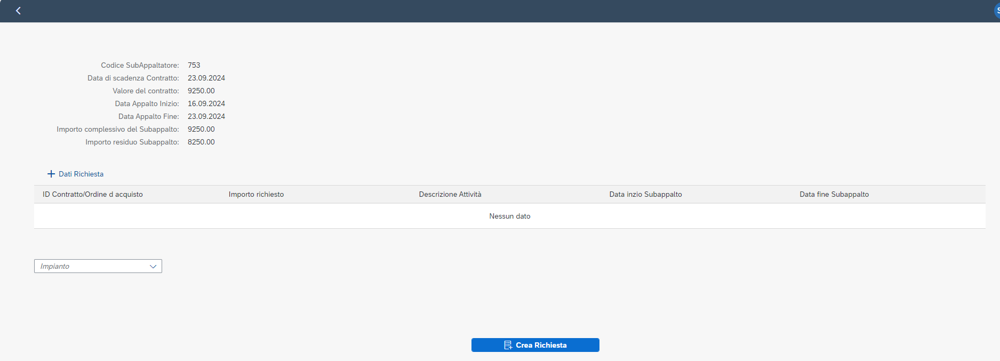 Codice SubAppaltatore: 753
Data di scadenza Contratto: 23.09.2024
Valore del contratto: 9250.00
Data Appalto Inizio: 16.09.2024
Data Appalto Fine: 23.09.2024
Importo complessivo del Subappalto: 9250.00
Importo residuo Subappalto: 8250.00
Dati Richiesta
ID Contratto/Ordine d acquisto Importo richiesto Descrizione Attività Data inzio Subappalto Data fine Subappalto
Nessun dato
Impianto
Crea Richiesta